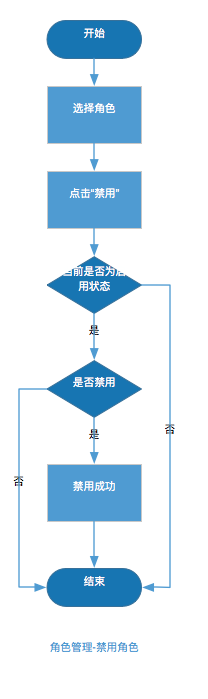 开始
选择角色
点击"禁用"
当前是否为启
用状态
是
是否禁用
是
否
否
禁用成功
结束
角色管理-禁用角色